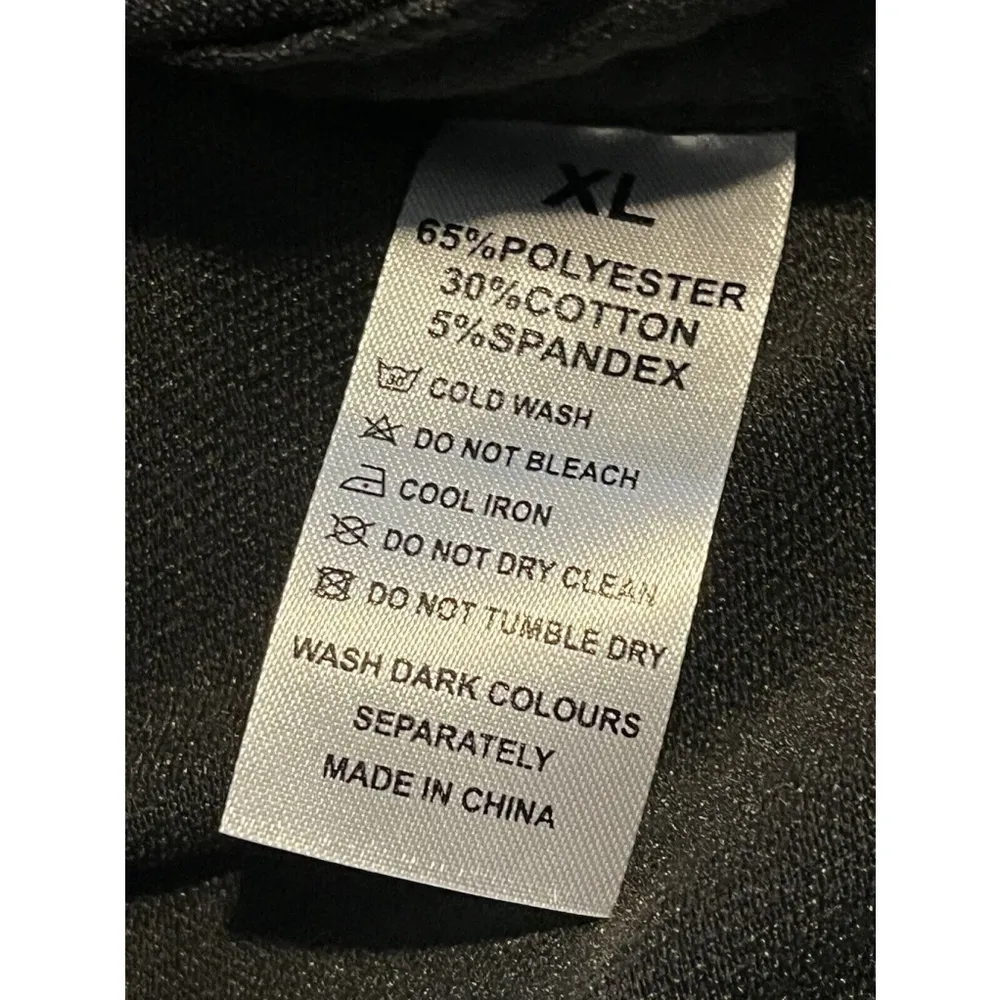 XL
65%POLYESTER
30%COTTON
5%SPANDEX
30 COLD WASH
DO NOT BLEACH
COOL IRON
DO NOT DRY CLEAN
DO NOT TUMBLE DRY
WASH DARK COLOURS
SEPARATELY
MADE IN CHINA